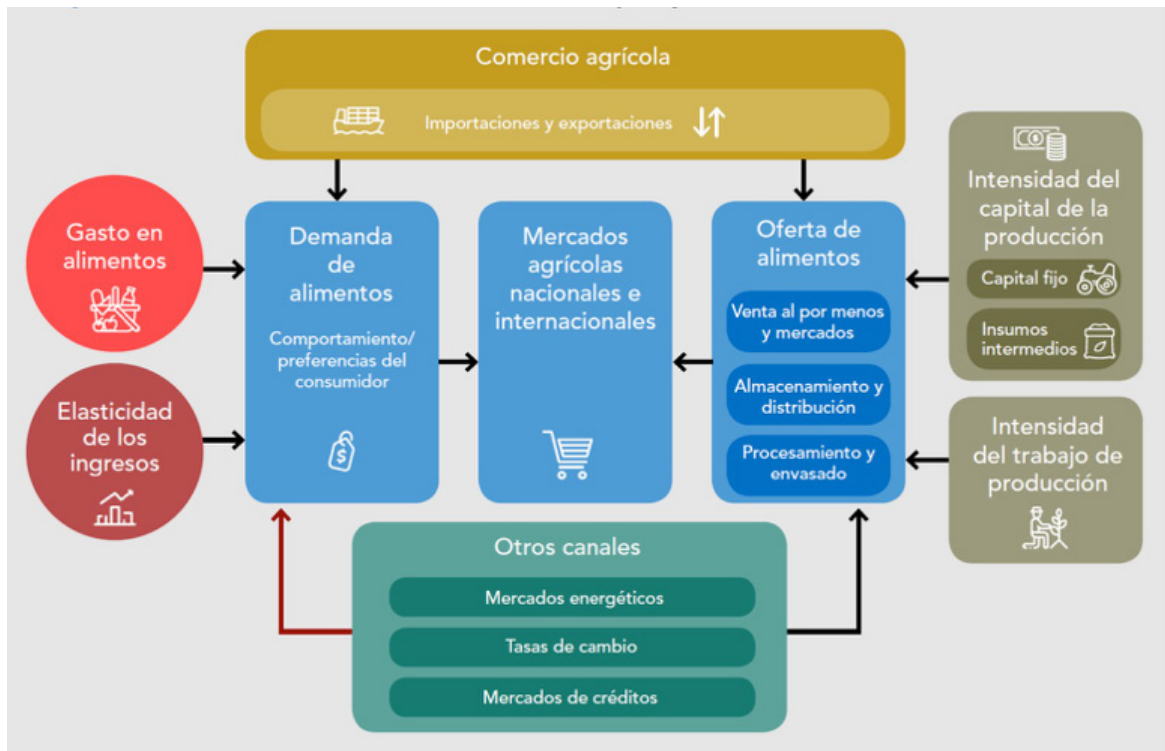 Comercio agrícola
Importaciones y exportaciones
Gasto en
alimentos
Elasticidad
de los
ingresos
Demanda
de
alimentos
Comportamiento/
preferencias del
consumidor
Mercados
agrícolas
nacionales e
internacionales
Oferta de
alimentos
Venta al por menos
y mercados
Almacenamiento y
distribución
Procesamiento y
envasado
Intensidad del
capital de la
producción
Capital fijo
Insumos
intermedios
Intensidad
del trabajo de
producción
Otros canales
Mercados energéticos
Tasas de cambio
Mercados de créditos